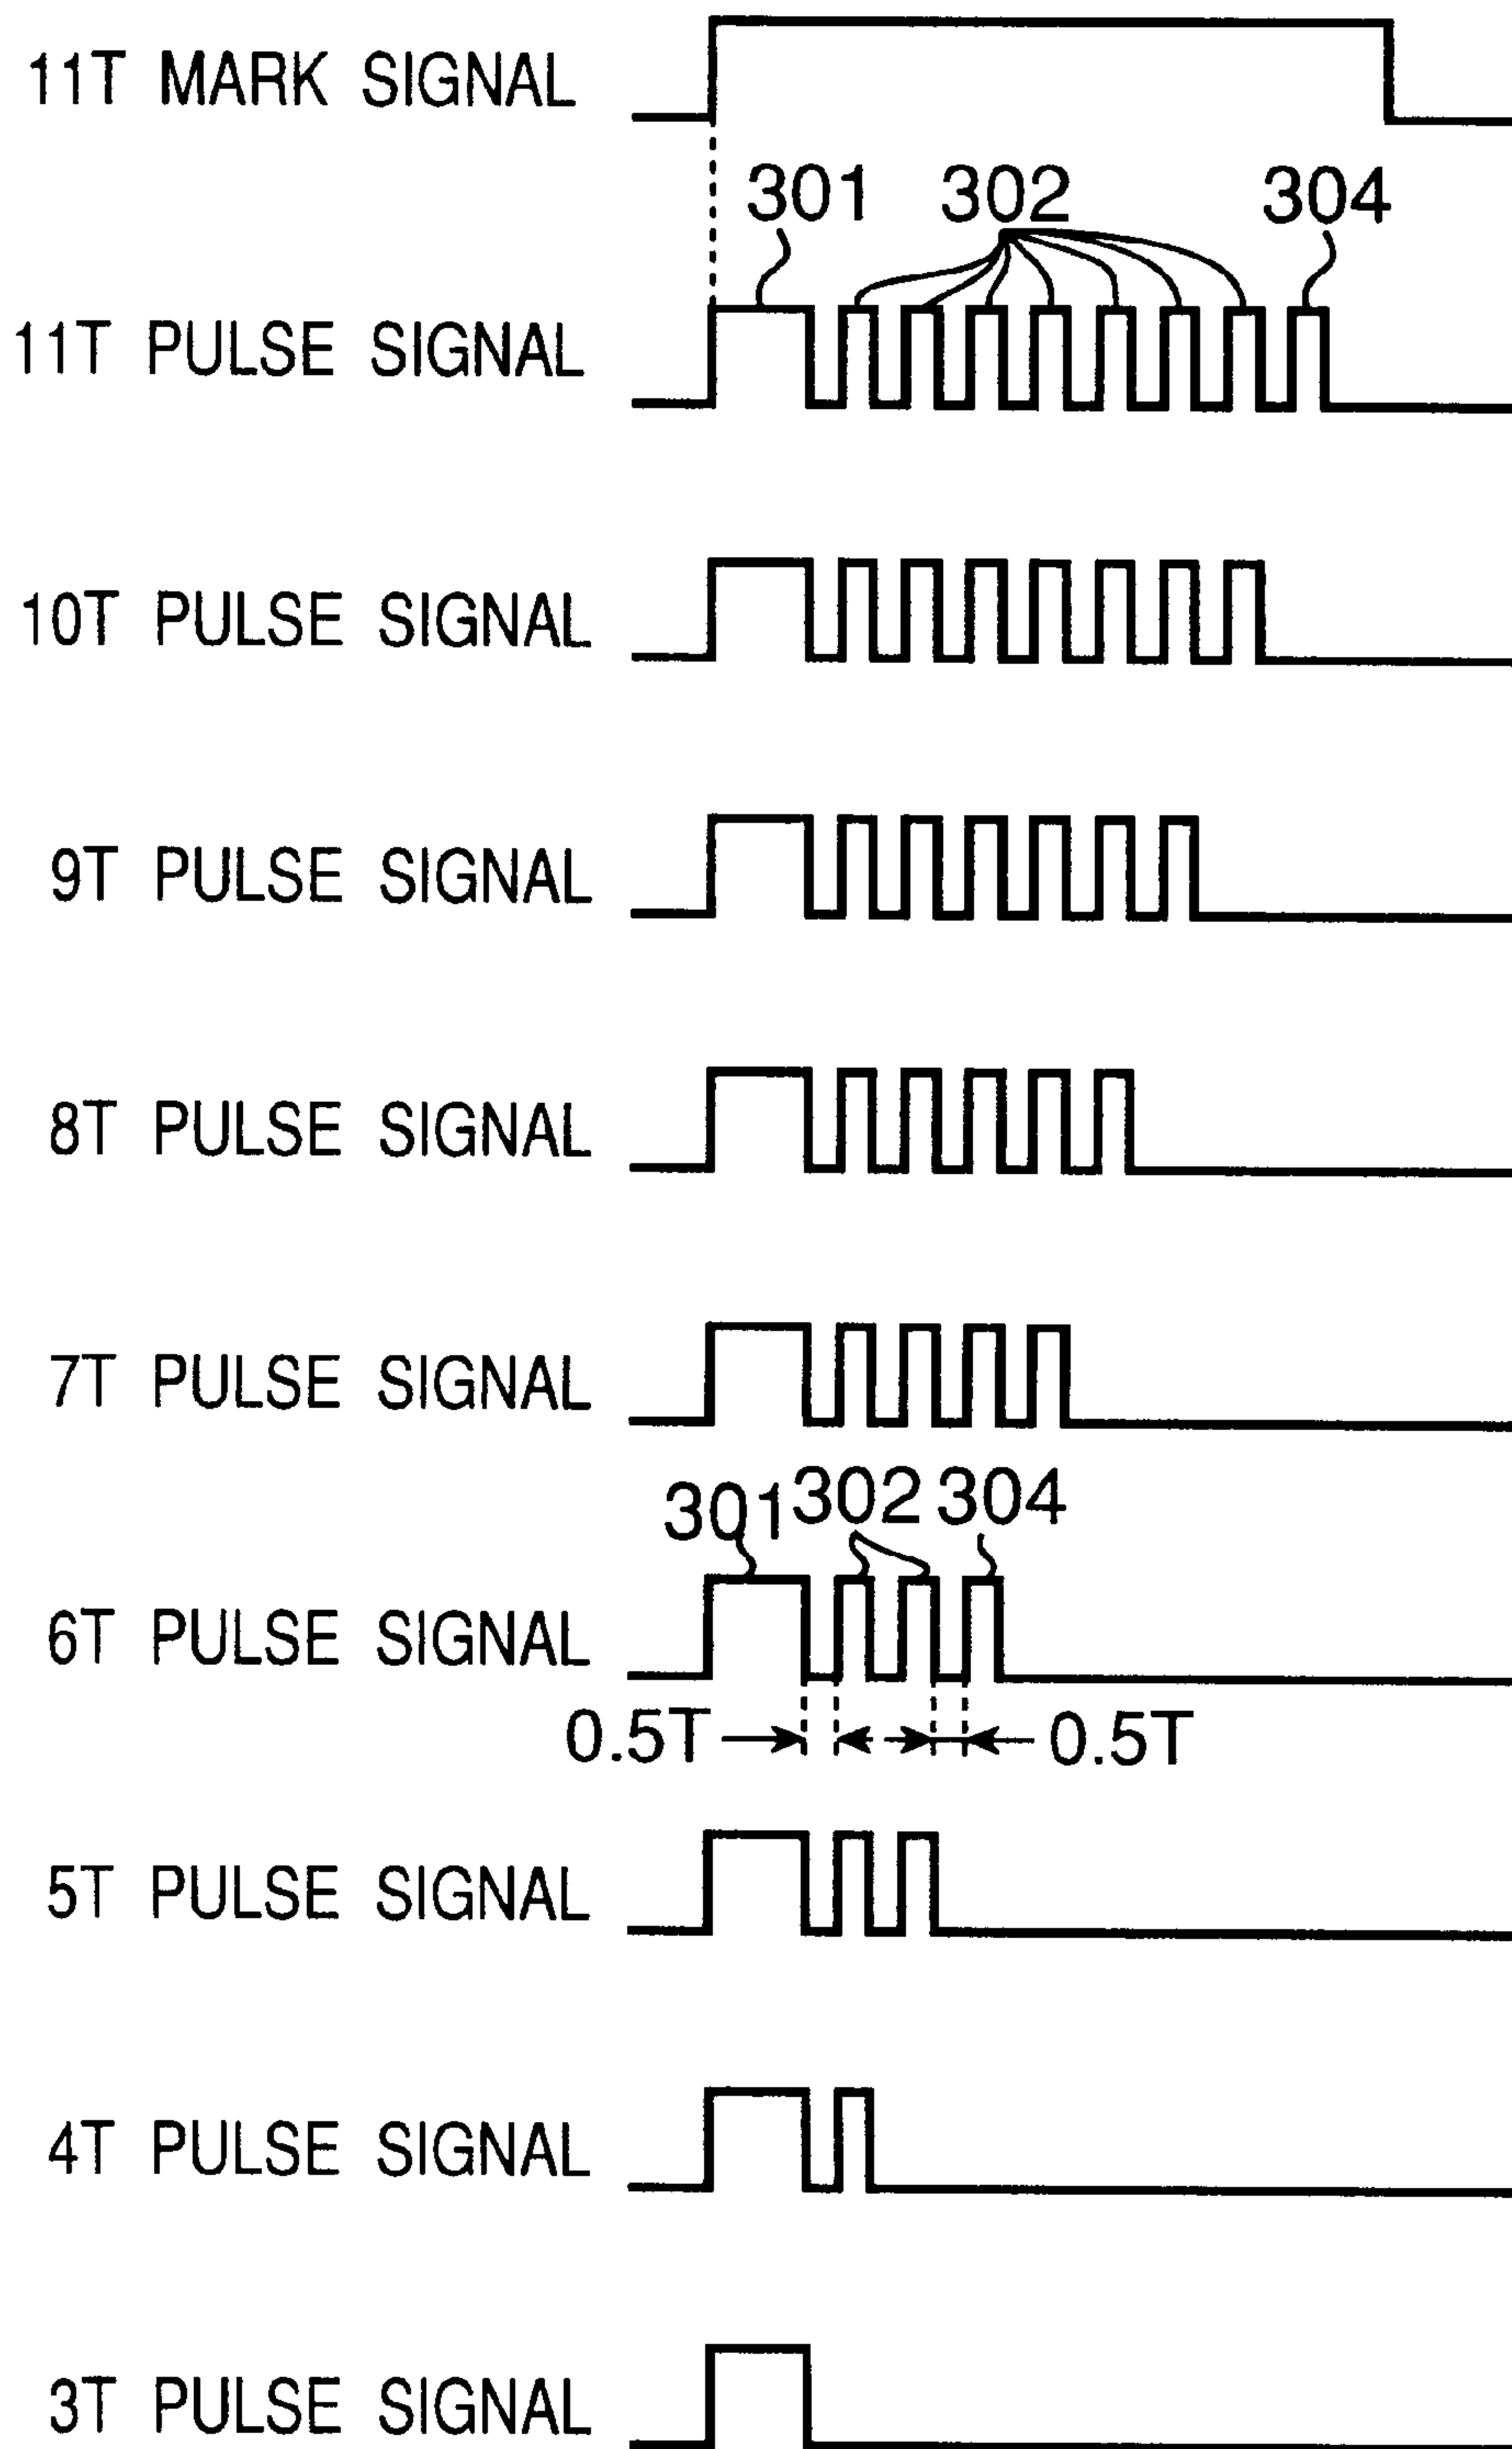 11T MARK SIGNAL
301 302 304
11T PULSE SIGNAL
10T PULSE SIGNAL
9T PULSE SIGNAL
8T PULSE SIGNAL
7T PULSE SIGNAL
301 302 304
6T PULSE SIGNAL
0.5T 0.5T
5T PULSE SIGNAL
4T PULSE SIGNAL
3T PULSE SIGNAL